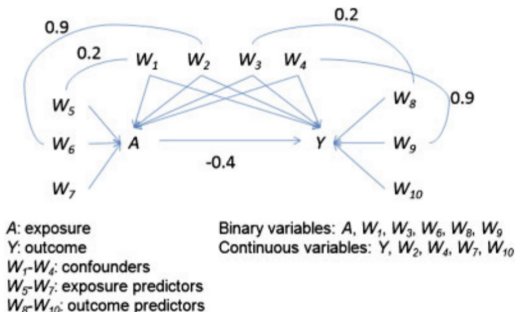 0.9
0.2
0.2
W1 W2 W3 W4
W5 W8
0.9
W6 A Y W9
-0.4
W7 W10
A: exposure
Y: outcome
W1-W4: confounders
W5-W7: exposure predictors
W8-W10: outcome predictors
Binary variables: A, W1, W3, W6, W8, W9
Continuous variables: Y, W2, W4, W7, W10